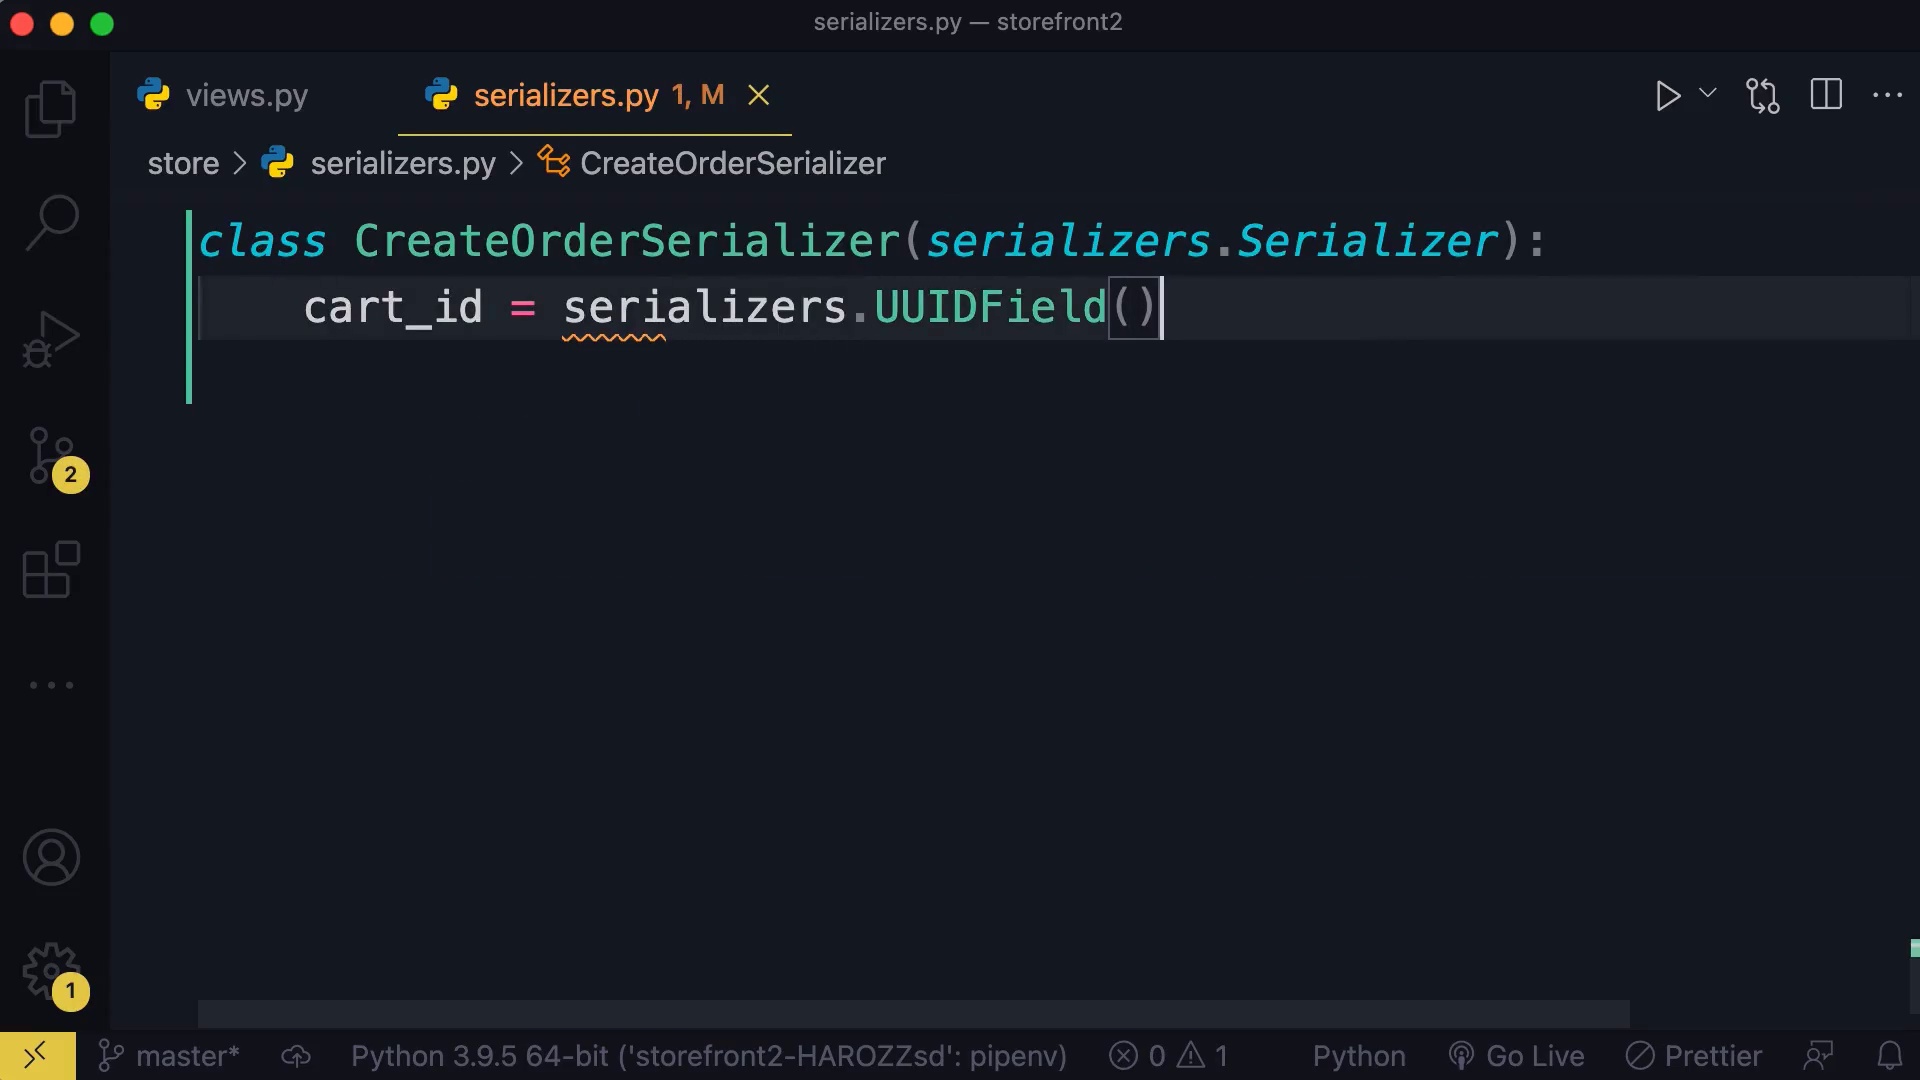 serializers.py — storefront2
views.py
serializers.py 1, M
store > serializers.py > CreateOrderSerializer
class CreateOrderSerializer(serializers.Serializer):
    cart_id = serializers.UUIDField()
2
1
master* Python 3.9.5 64-bit ('storefront2-HAROZZsd': pipenv) 0 1 Python Go Live Prettier